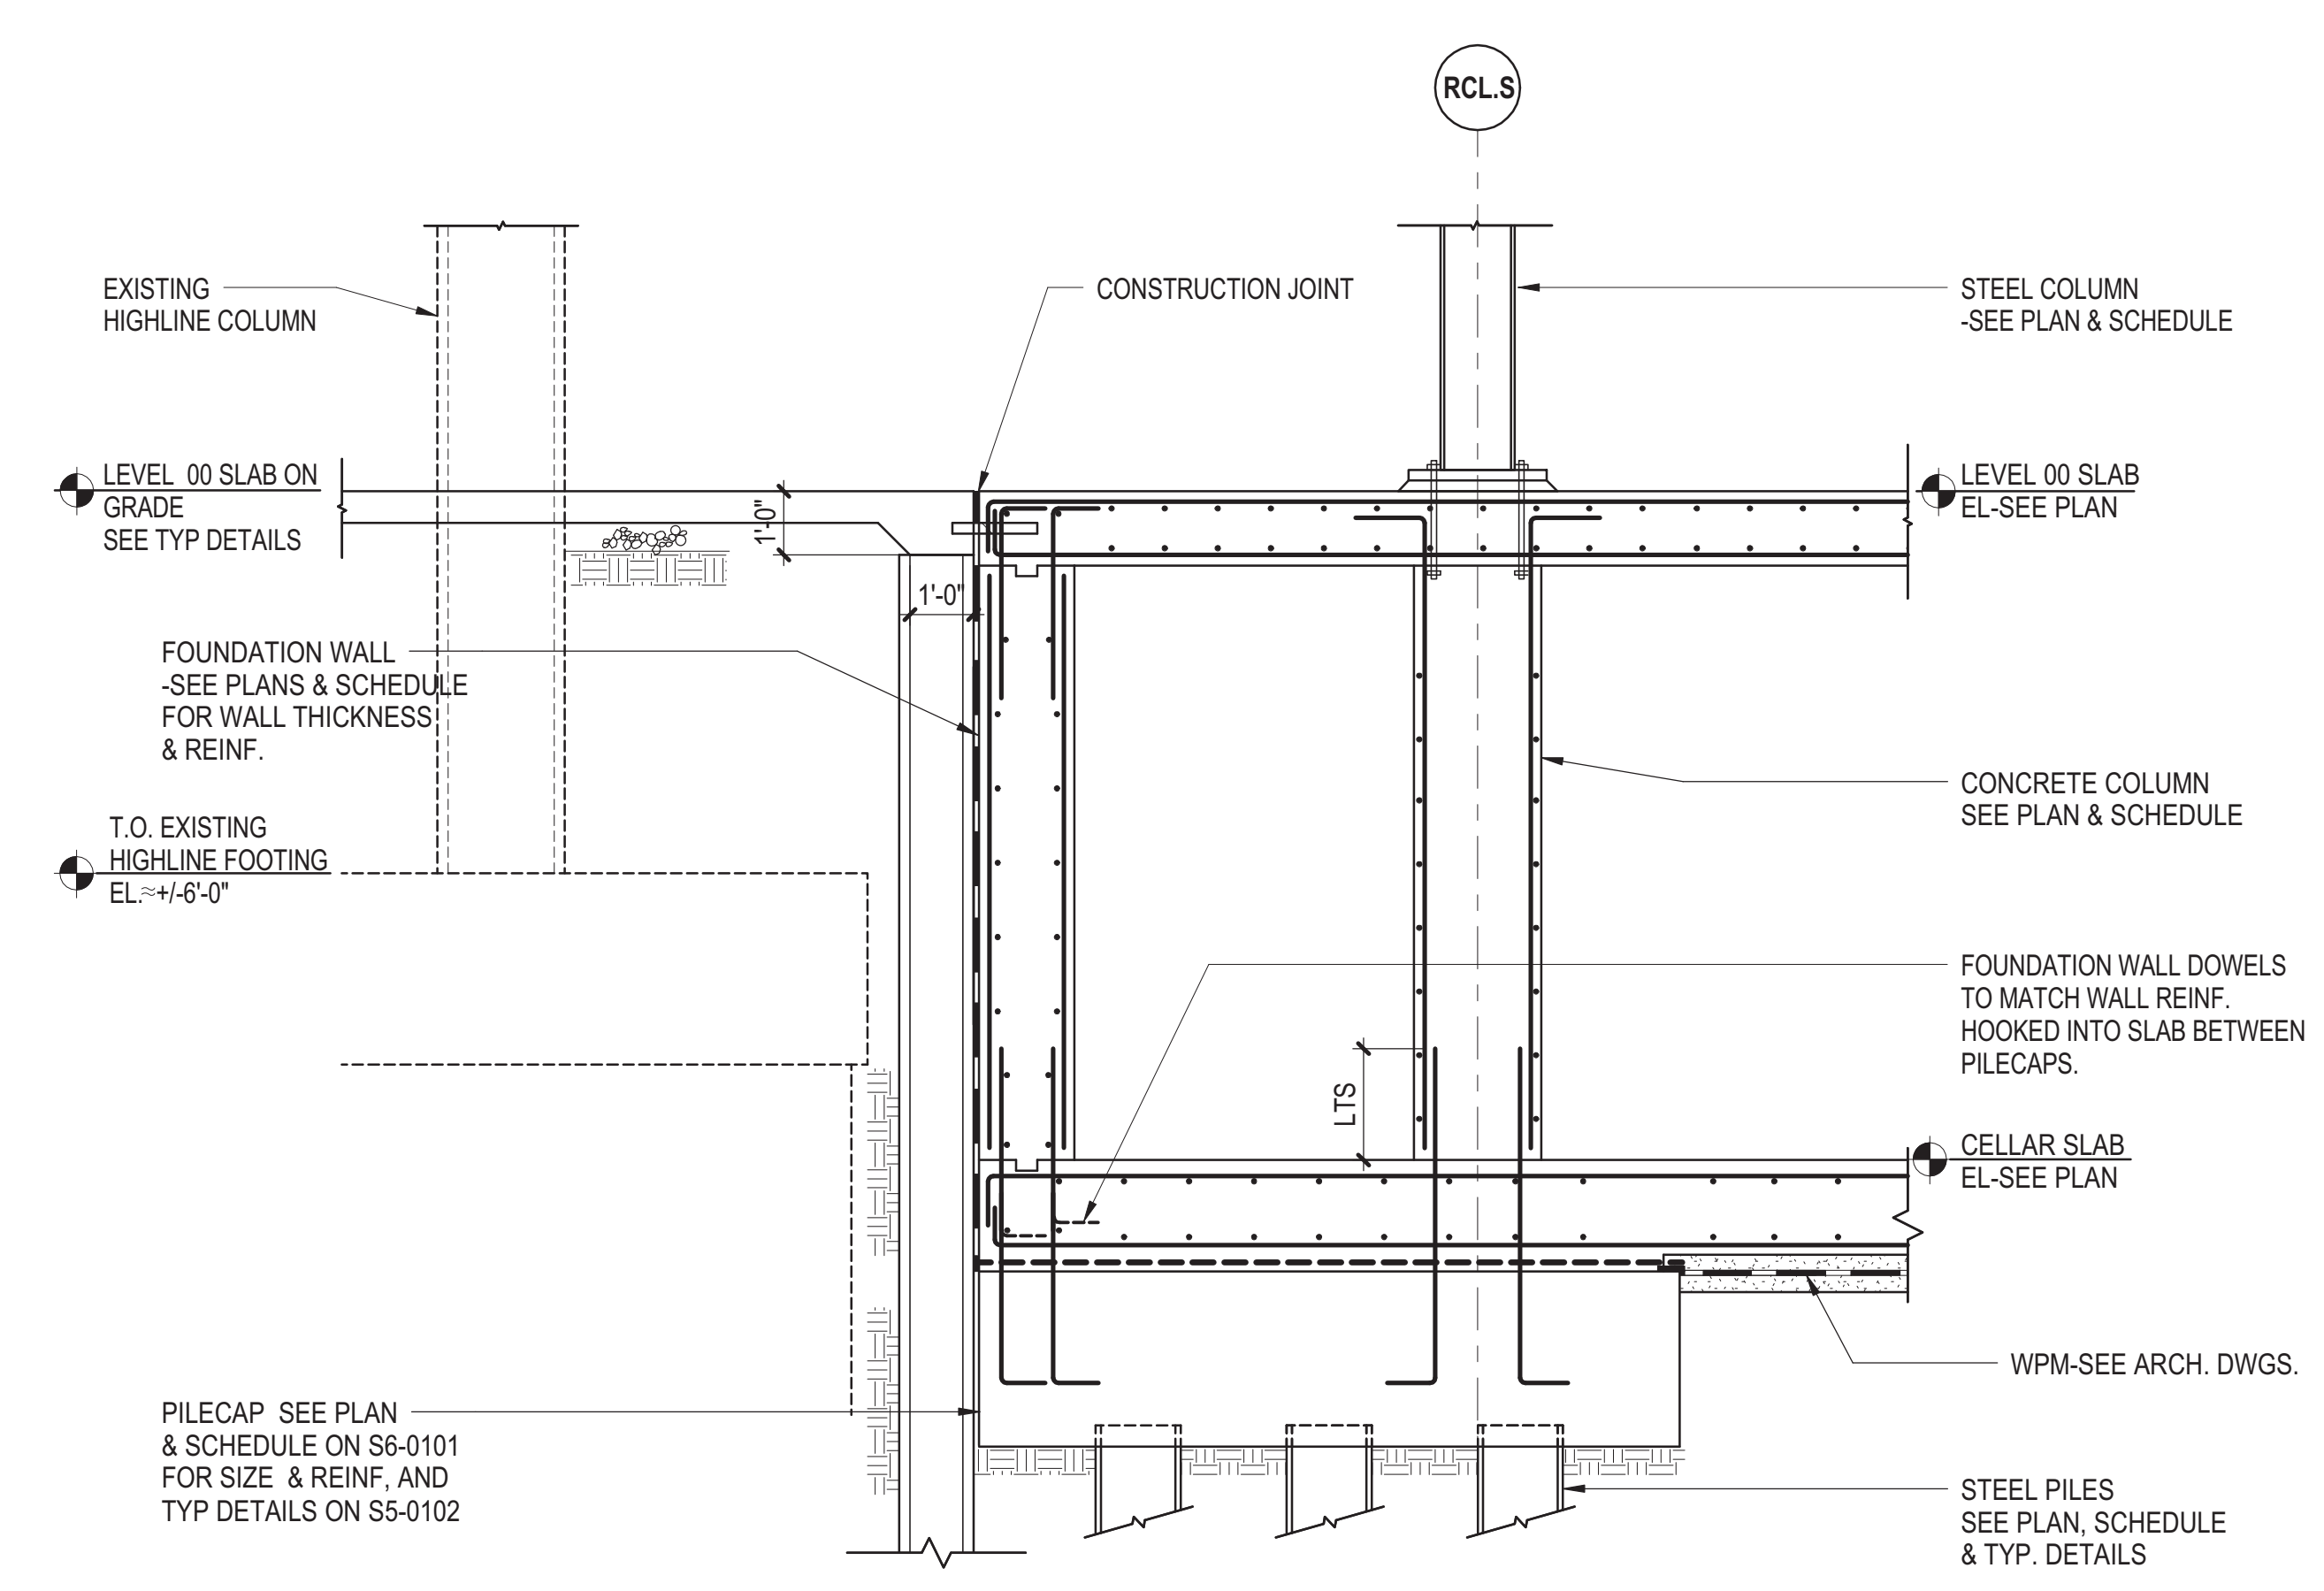 RCL.S
EXISTING
HIGHLINE COLUMN
CONSTRUCTION JOINT
STEEL COLUMN
-SEE PLAN & SCHEDULE
LEVEL 00 SLAB ON
GRADE
SEE TYP DETAILS
1'-0"
LEVEL 00 SLAB
EL-SEE PLAN
1'-0"
FOUNDATION WALL
-SEE PLANS & SCHEDULE
FOR WALL THICKNESS
& REINF.
CONCRETE COLUMN
SEE PLAN & SCHEDULE
T.O. EXISTING
HIGHLINE FOOTING
EL.≈+/-6'-0"
FOUNDATION WALL DOWELS
TO MATCH WALL REINF.
HOOKED INTO SLAB BETWEEN
PILECAPS.
LTS
CELLAR SLAB
EL-SEE PLAN
WPM-SEE ARCH. DWGS.
PILECAP SEE PLAN
& SCHEDULE ON S6-0101
FOR SIZE & REINF, AND
TYP DETAILS ON S5-0102
STEEL PILES
SEE PLAN, SCHEDULE
& TYP. DETAILS